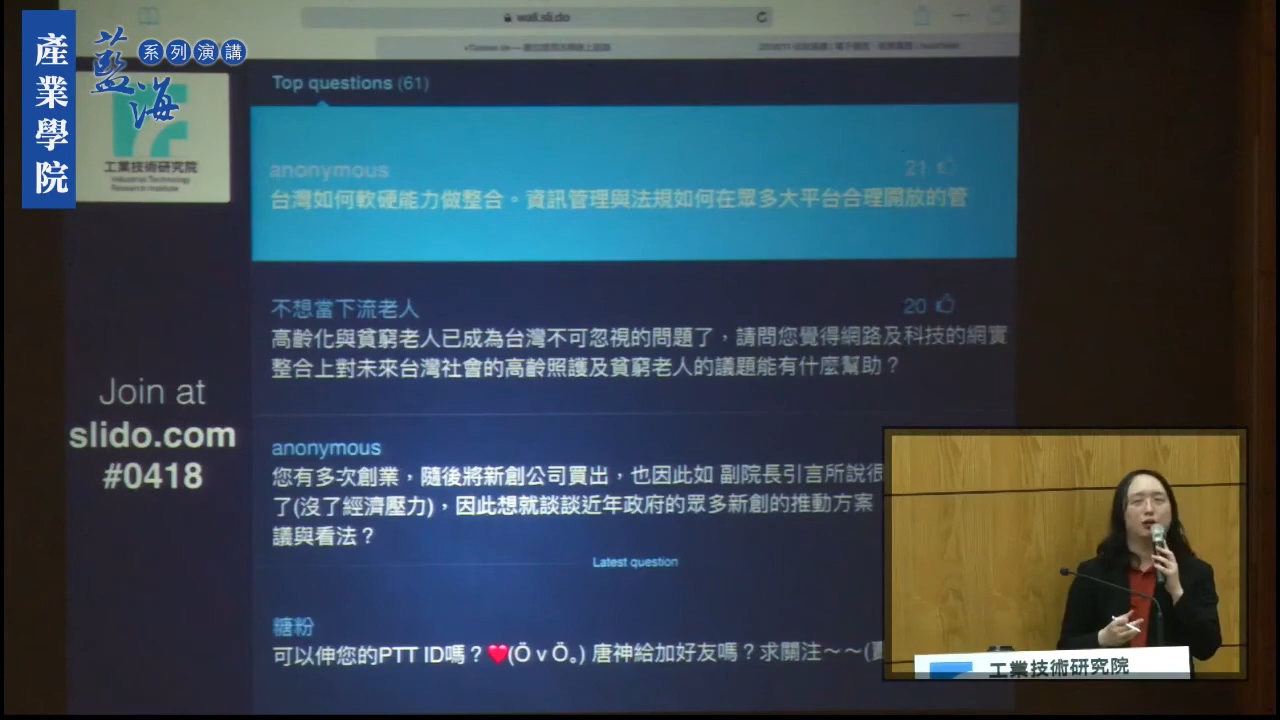 產業學院
藍海
系列演講
wall.sli.do
工業技術研究院
Industrial Technology
Research Institute
Top questions (61)
anonymous
21
台灣如何軟硬能力做整合。資訊管理與法規如何在眾多大平台合理開放的管
不想當下流老人
20
高齡化與貧窮老人已成為台灣不可忽視的問題了，請問您覺得網路及科技的網實
整合上對未來台灣社會的高齡照護及貧窮老人的議題能有什麼幫助？
Join at
slido.com
#0418
anonymous
您有多次創業，隨後將新創公司買出，也因此如 副院長引言所說很
了(沒了經濟壓力)，因此想就談談近年政府的眾多新創的推動方案
議與看法？
Latest question
糖粉
可以伸您的PTT ID嗎？❤(Ö v Ö｡) 唐神給加好友嗎？求關注～～(賣
工業技術研究院